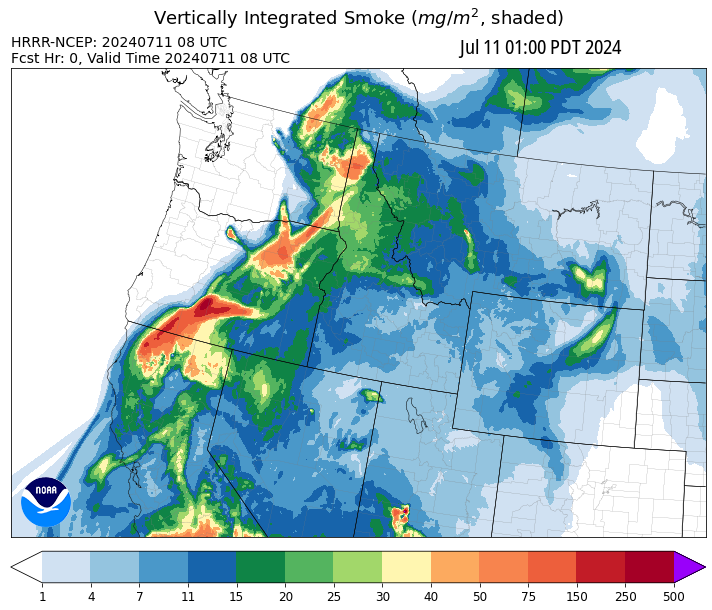 Vertically Integrated Smoke (mg/m², shaded)
HRRR-NCEP: 20240711 08 UTC
Jul 11 01:00 PDT 2024
Fcst Hr: 0, Valid Time 20240711 08 UTC
NOAA
1 4 7 11 15 20 25 30 40 50 75 150 250 500